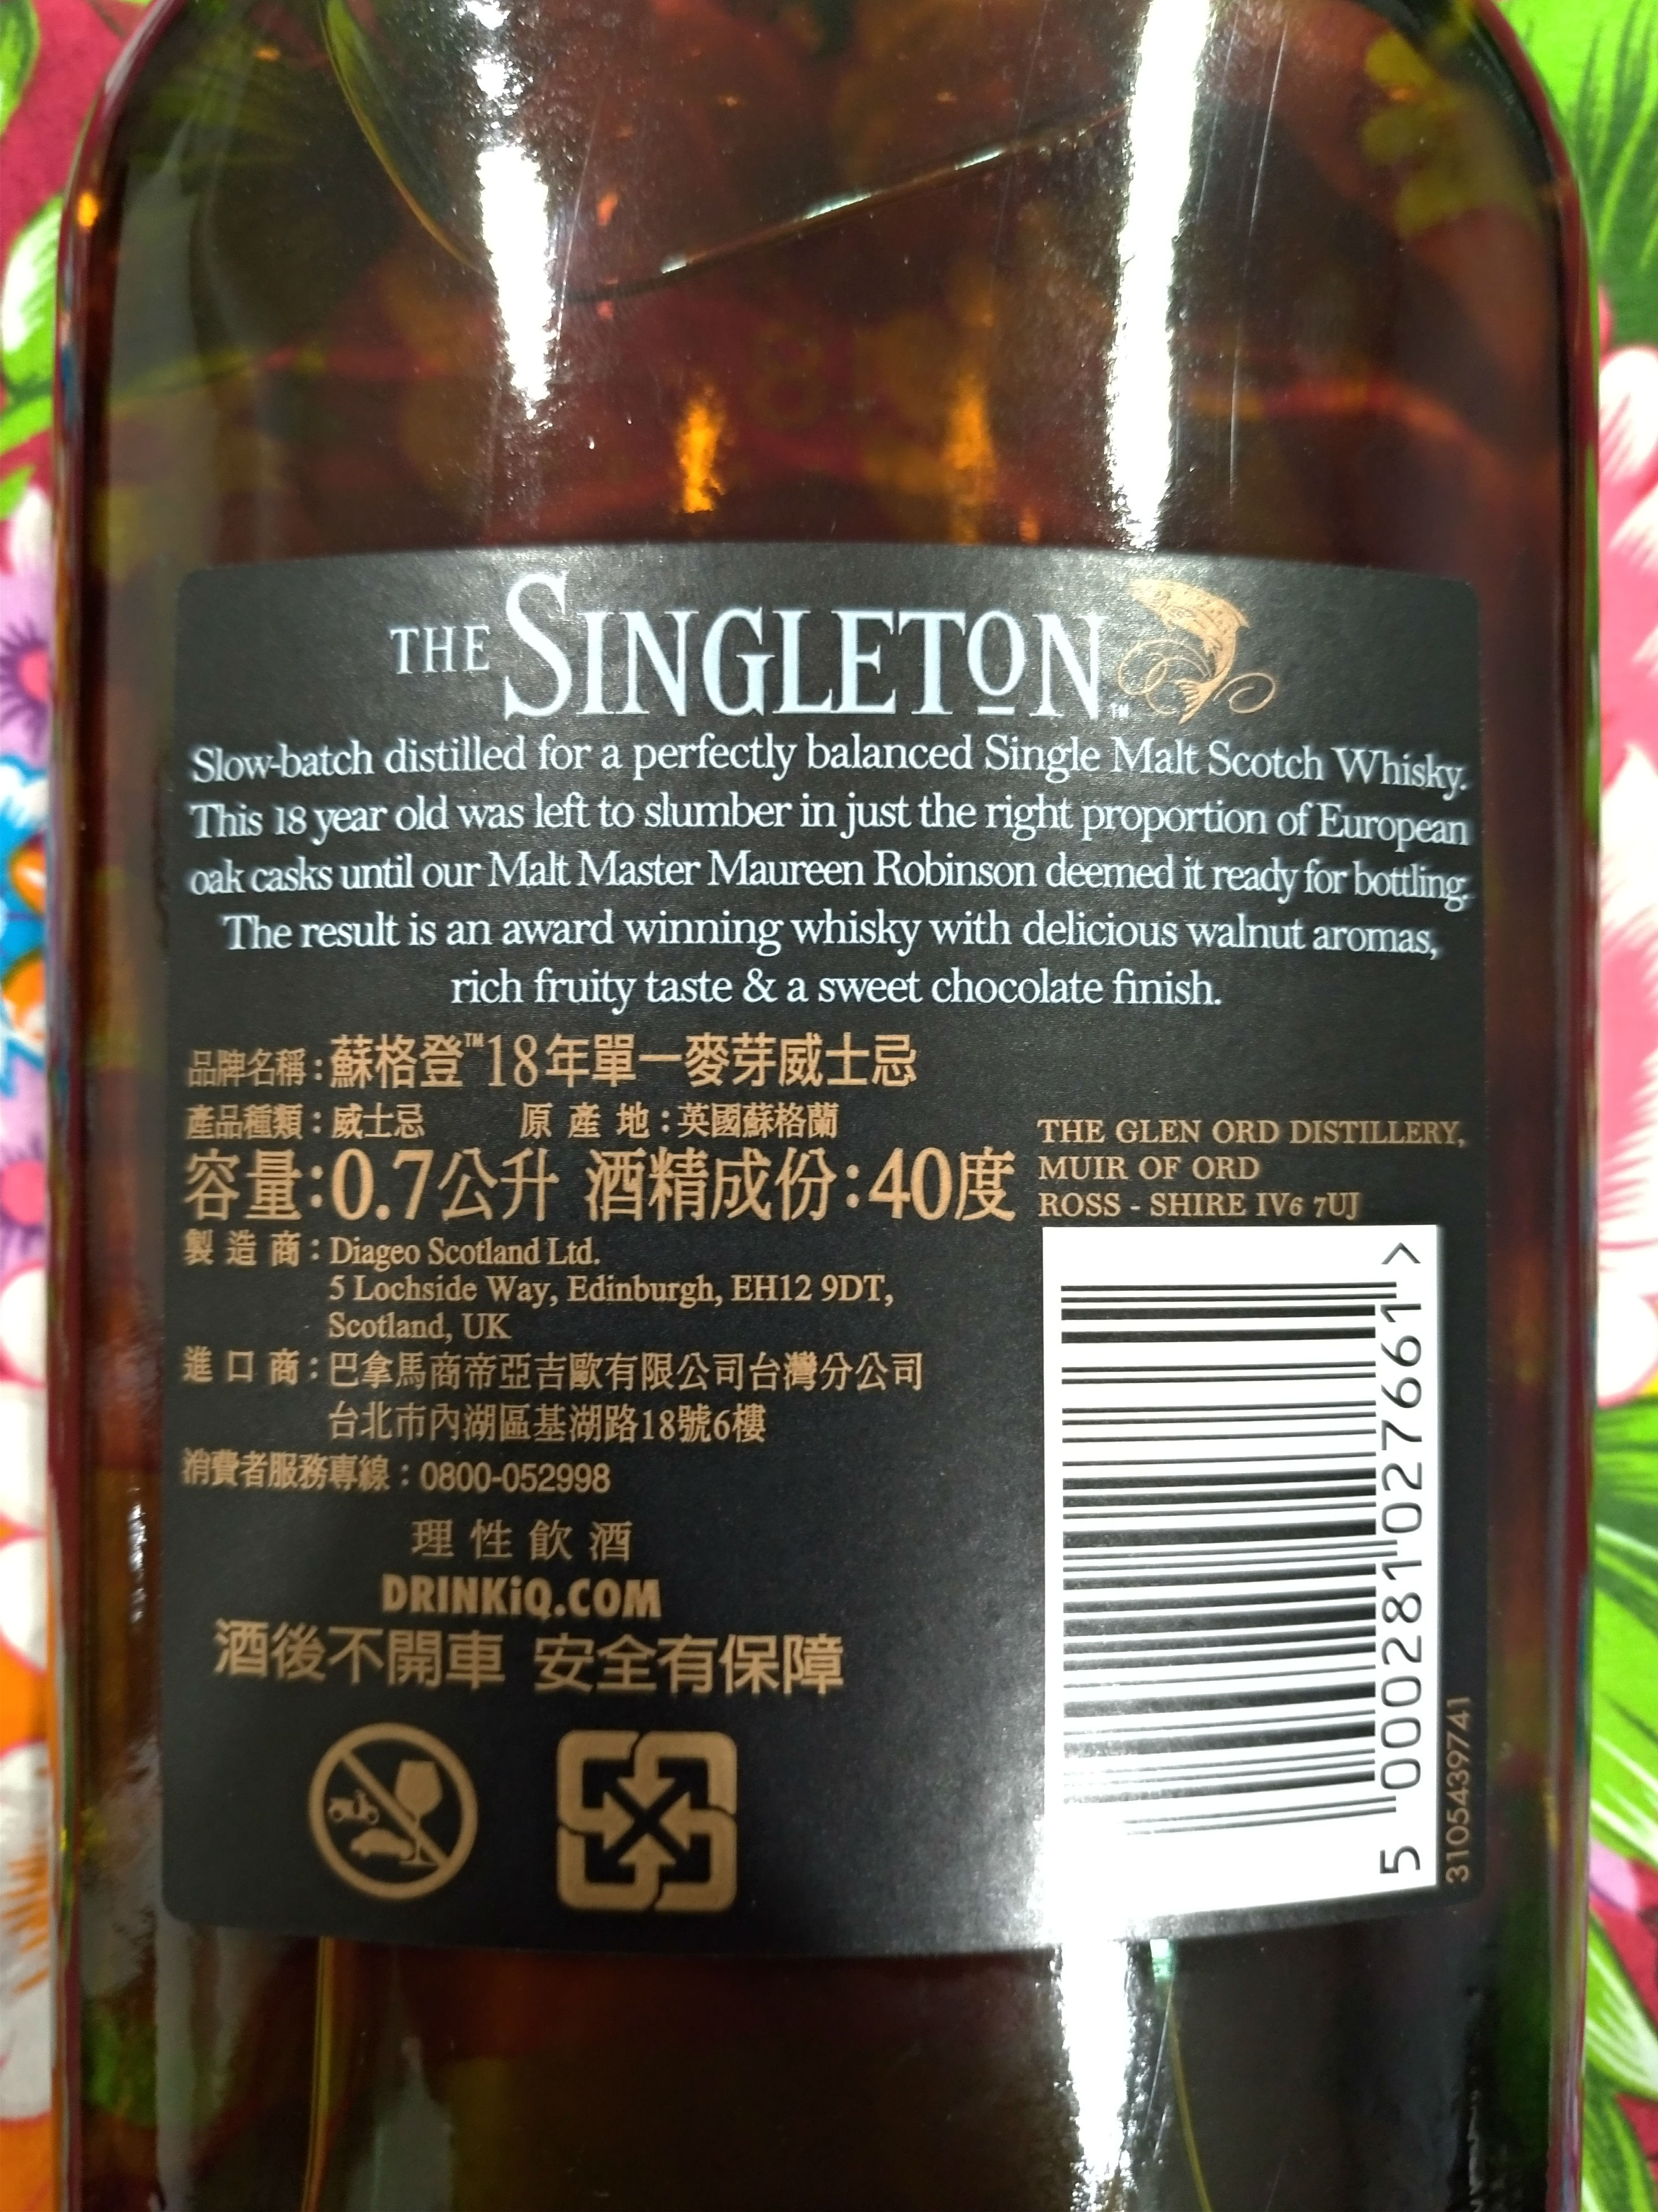 THE SINGLETON™
Slow-batch distilled for a perfectly balanced Single Malt Scotch Whisky.
This 18 year old was left to slumber in just the right proportion of European
oak casks until our Malt Master Maureen Robinson deemed it ready for bottling.
The result is an award winning whisky with delicious walnut aromas,
rich fruity taste & a sweet chocolate finish.
品牌名稱:蘇格登™18年單一麥芽威士忌
產品種類:威士忌 原產地:英國蘇格蘭
容量:0.7公升 酒精成份:40度
製造商:Diageo Scotland Ltd.
5 Lochside Way, Edinburgh, EH12 9DT,
Scotland, UK
進口商:巴拿馬商帝亞吉歐有限公司台灣分公司
台北市內湖區基湖路18號6樓
消費者服務專線:0800-052998
理性飲酒
DRINKiQ.COM
酒後不開車 安全有保障
THE GLEN ORD DISTILLERY,
MUIR OF ORD
ROSS - SHIRE IV6 7UJ
5 000281 027661 >
3105439741